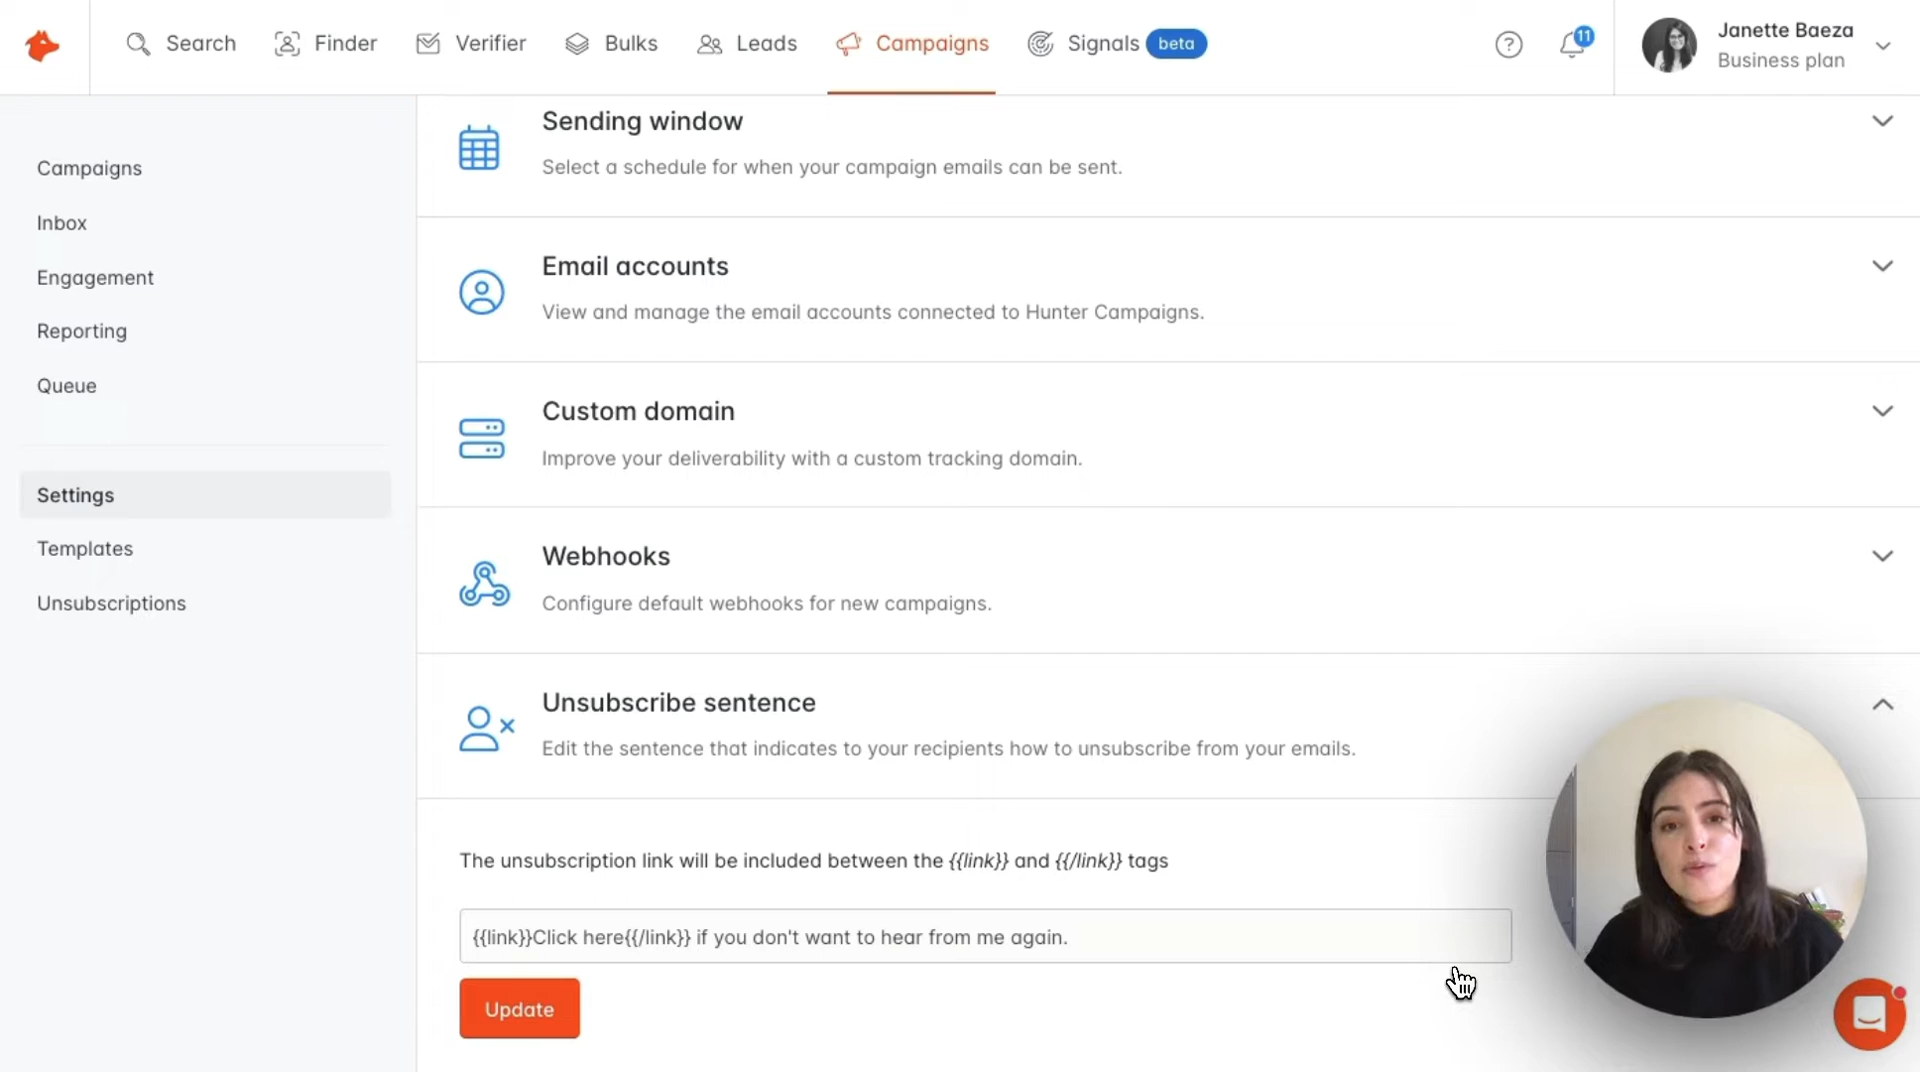 Search
Finder
Verifier
Bulks
Leads
Campaigns
Signals beta
11
Janette Baeza
Business plan
Campaigns
Inbox
Engagement
Reporting
Queue
Settings
Templates
Unsubscriptions
Sending window
Select a schedule for when your campaign emails can be sent.
Email accounts
View and manage the email accounts connected to Hunter Campaigns.
Custom domain
Improve your deliverability with a custom tracking domain.
Webhooks
Configure default webhooks for new campaigns.
Unsubscribe sentence
Edit the sentence that indicates to your recipients how to unsubscribe from your emails.
The unsubscription link will be included between the {{link}} and {{/link}} tags
{{link}}Click here{{/link}} if you don't want to hear from me again.
Update